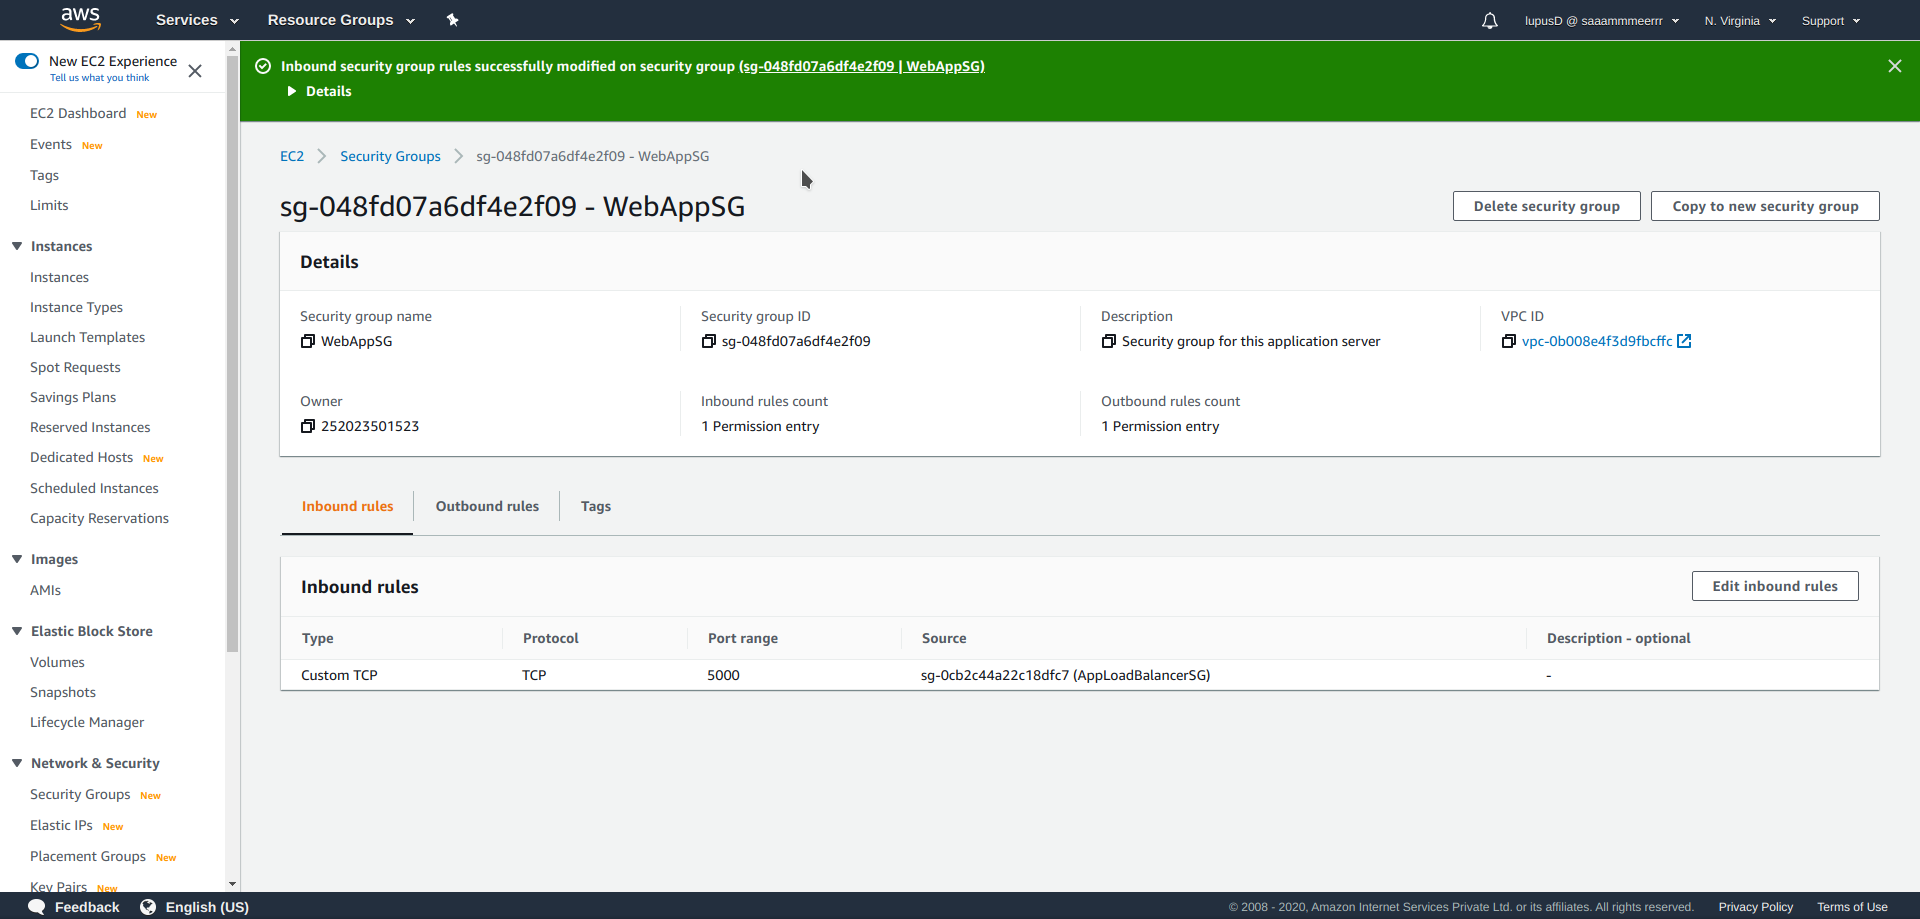 aws
Services
Resource Groups
lupusD @ saaammmeerrr
N. Virginia
Support
New EC2 Experience
Tell us what you think
EC2 Dashboard New
Events New
Tags
Limits
Instances
Instances
Instance Types
Launch Templates
Spot Requests
Savings Plans
Reserved Instances
Dedicated Hosts New
Scheduled Instances
Capacity Reservations
Images
AMIs
Elastic Block Store
Volumes
Snapshots
Lifecycle Manager
Network & Security
Security Groups New
Elastic IPs New
Placement Groups New
Key Pairs New
Inbound security group rules successfully modified on security group (sg-048fd07a6df4e2f09 | WebAppSG)
Details
EC2
Security Groups
sg-048fd07a6df4e2f09 - WebAppSG
sg-048fd07a6df4e2f09 - WebAppSG
Delete security group
Copy to new security group
Details
Security group name
WebAppSG
Security group ID
sg-048fd07a6df4e2f09
Description
Security group for this application server
VPC ID
vpc-0b008e4f3d9fbcffc
Owner
252023501523
Inbound rules count
1 Permission entry
Outbound rules count
1 Permission entry
Inbound rules
Outbound rules
Tags
Inbound rules
Edit inbound rules
Type Protocol Port range Source Description - optional
Custom TCP TCP 5000 sg-0cb2c44a22c18dfc7 (AppLoadBalancerSG) -
Feedback
English (US)
© 2008 - 2020, Amazon Internet Services Private Ltd. or its affiliates. All rights reserved.
Privacy Policy
Terms of Use